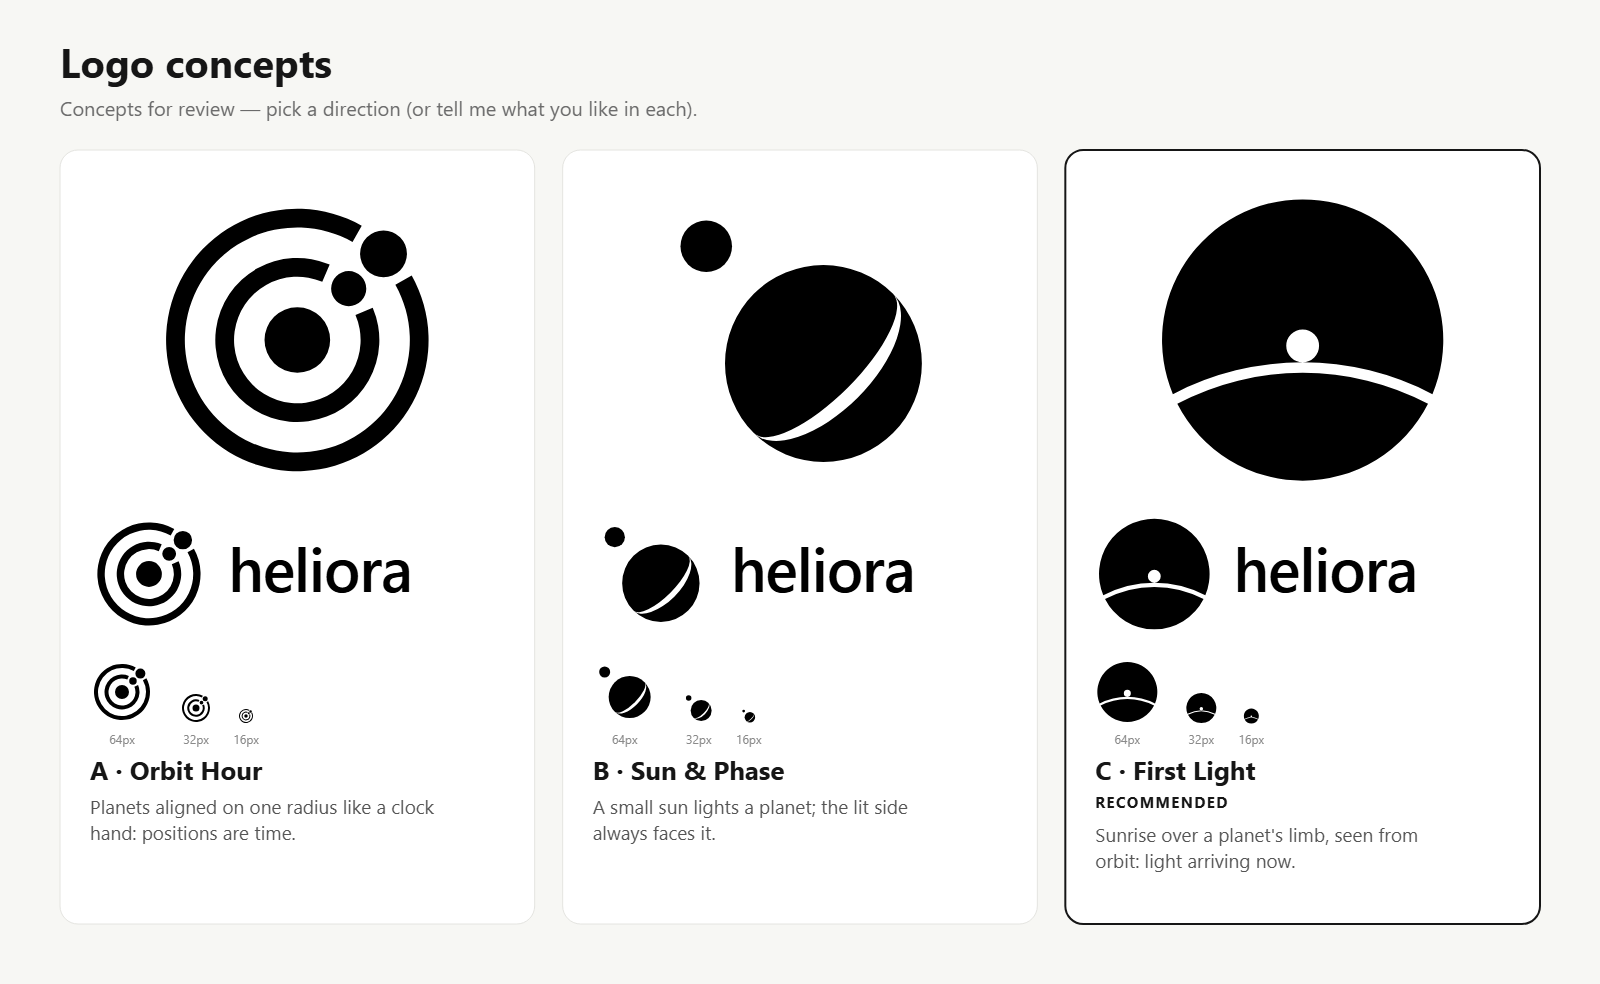 Logo concepts
Concepts for review — pick a direction (or tell me what you like in each).
heliora
64px 32px 16px
A · Orbit Hour
Planets aligned on one radius like a clock
hand: positions are time.
heliora
64px 32px 16px
B · Sun & Phase
A small sun lights a planet; the lit side
always faces it.
heliora
64px 32px 16px
C · First Light
RECOMMENDED
Sunrise over a planet's limb, seen from
orbit: light arriving now.